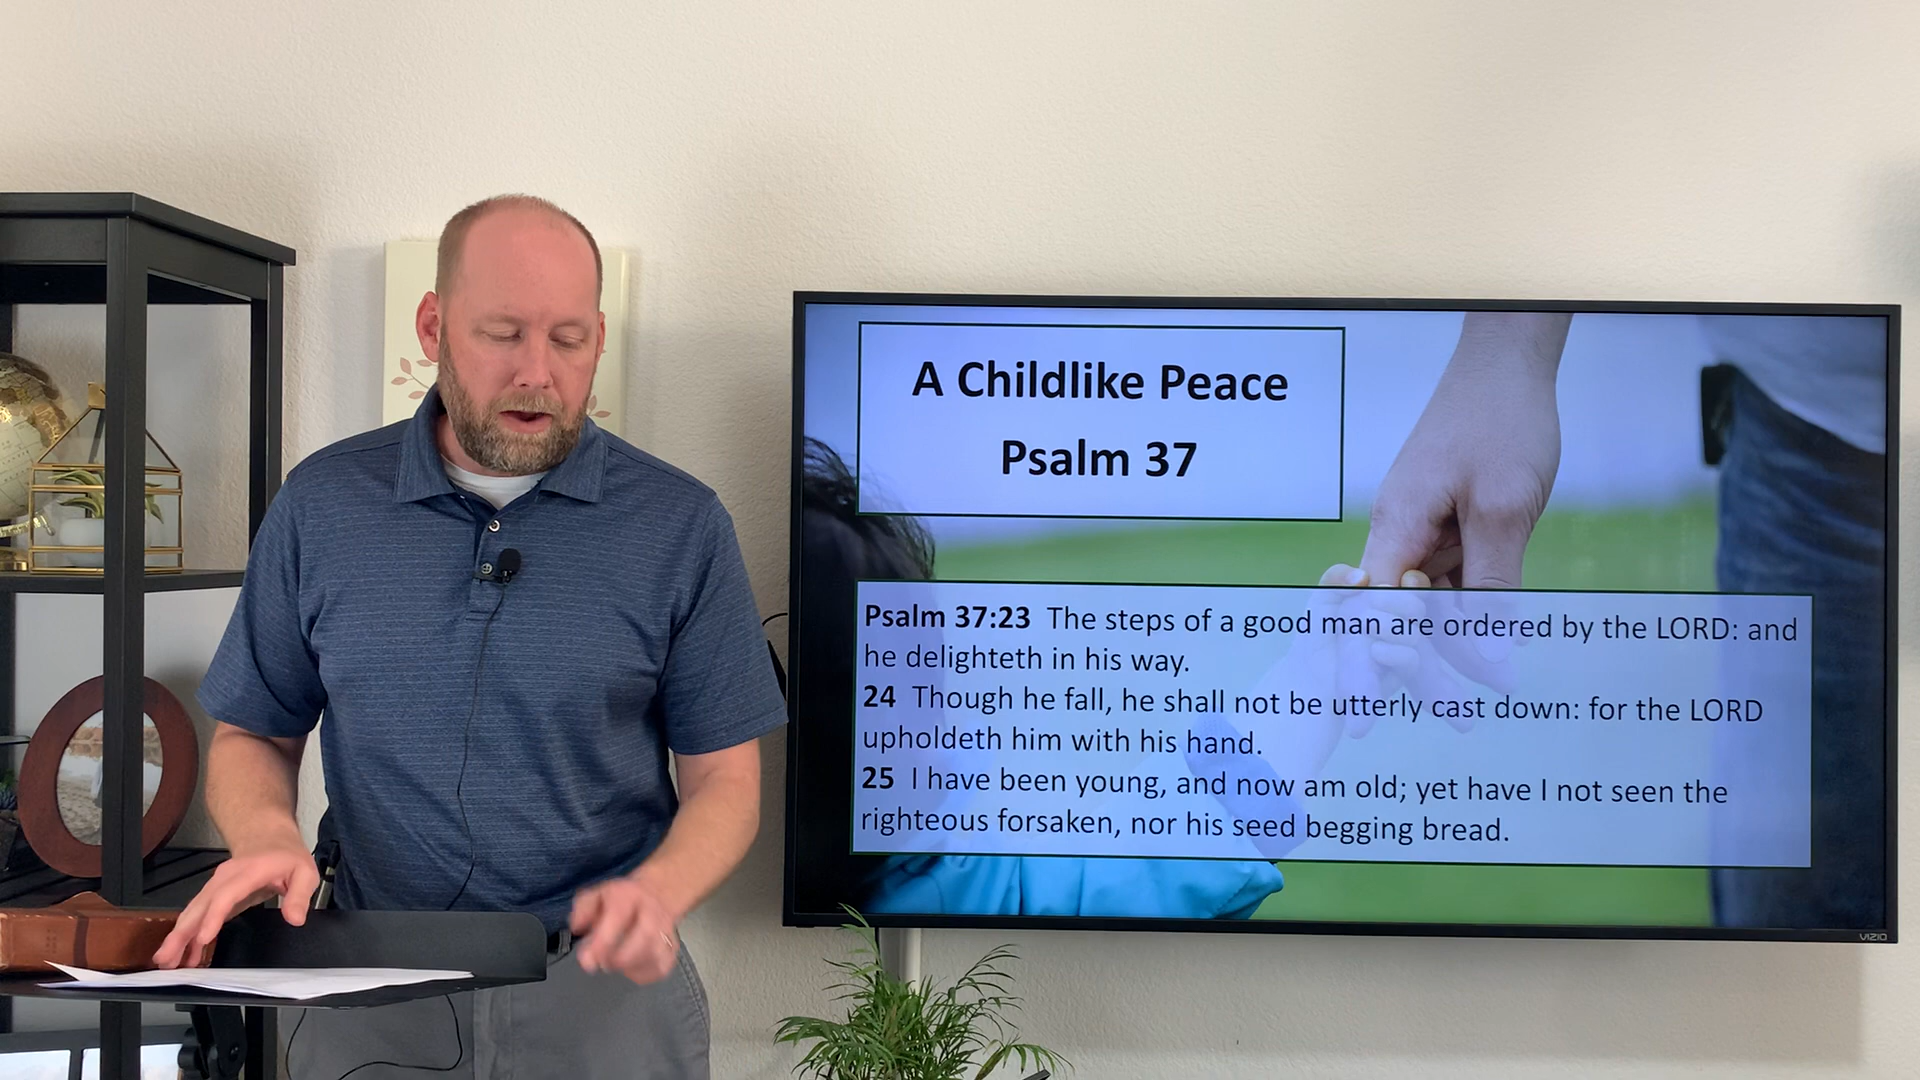 A Childlike Peace
Psalm 37
Psalm 37:23 The steps of a good man are ordered by the LORD: and
he delighteth in his way.
24 Though he fall, he shall not be utterly cast down: for the LORD
upholdeth him with his hand.
25 I have been young, and now am old; yet have I not seen the
righteous forsaken, nor his seed begging bread.
VIZIO